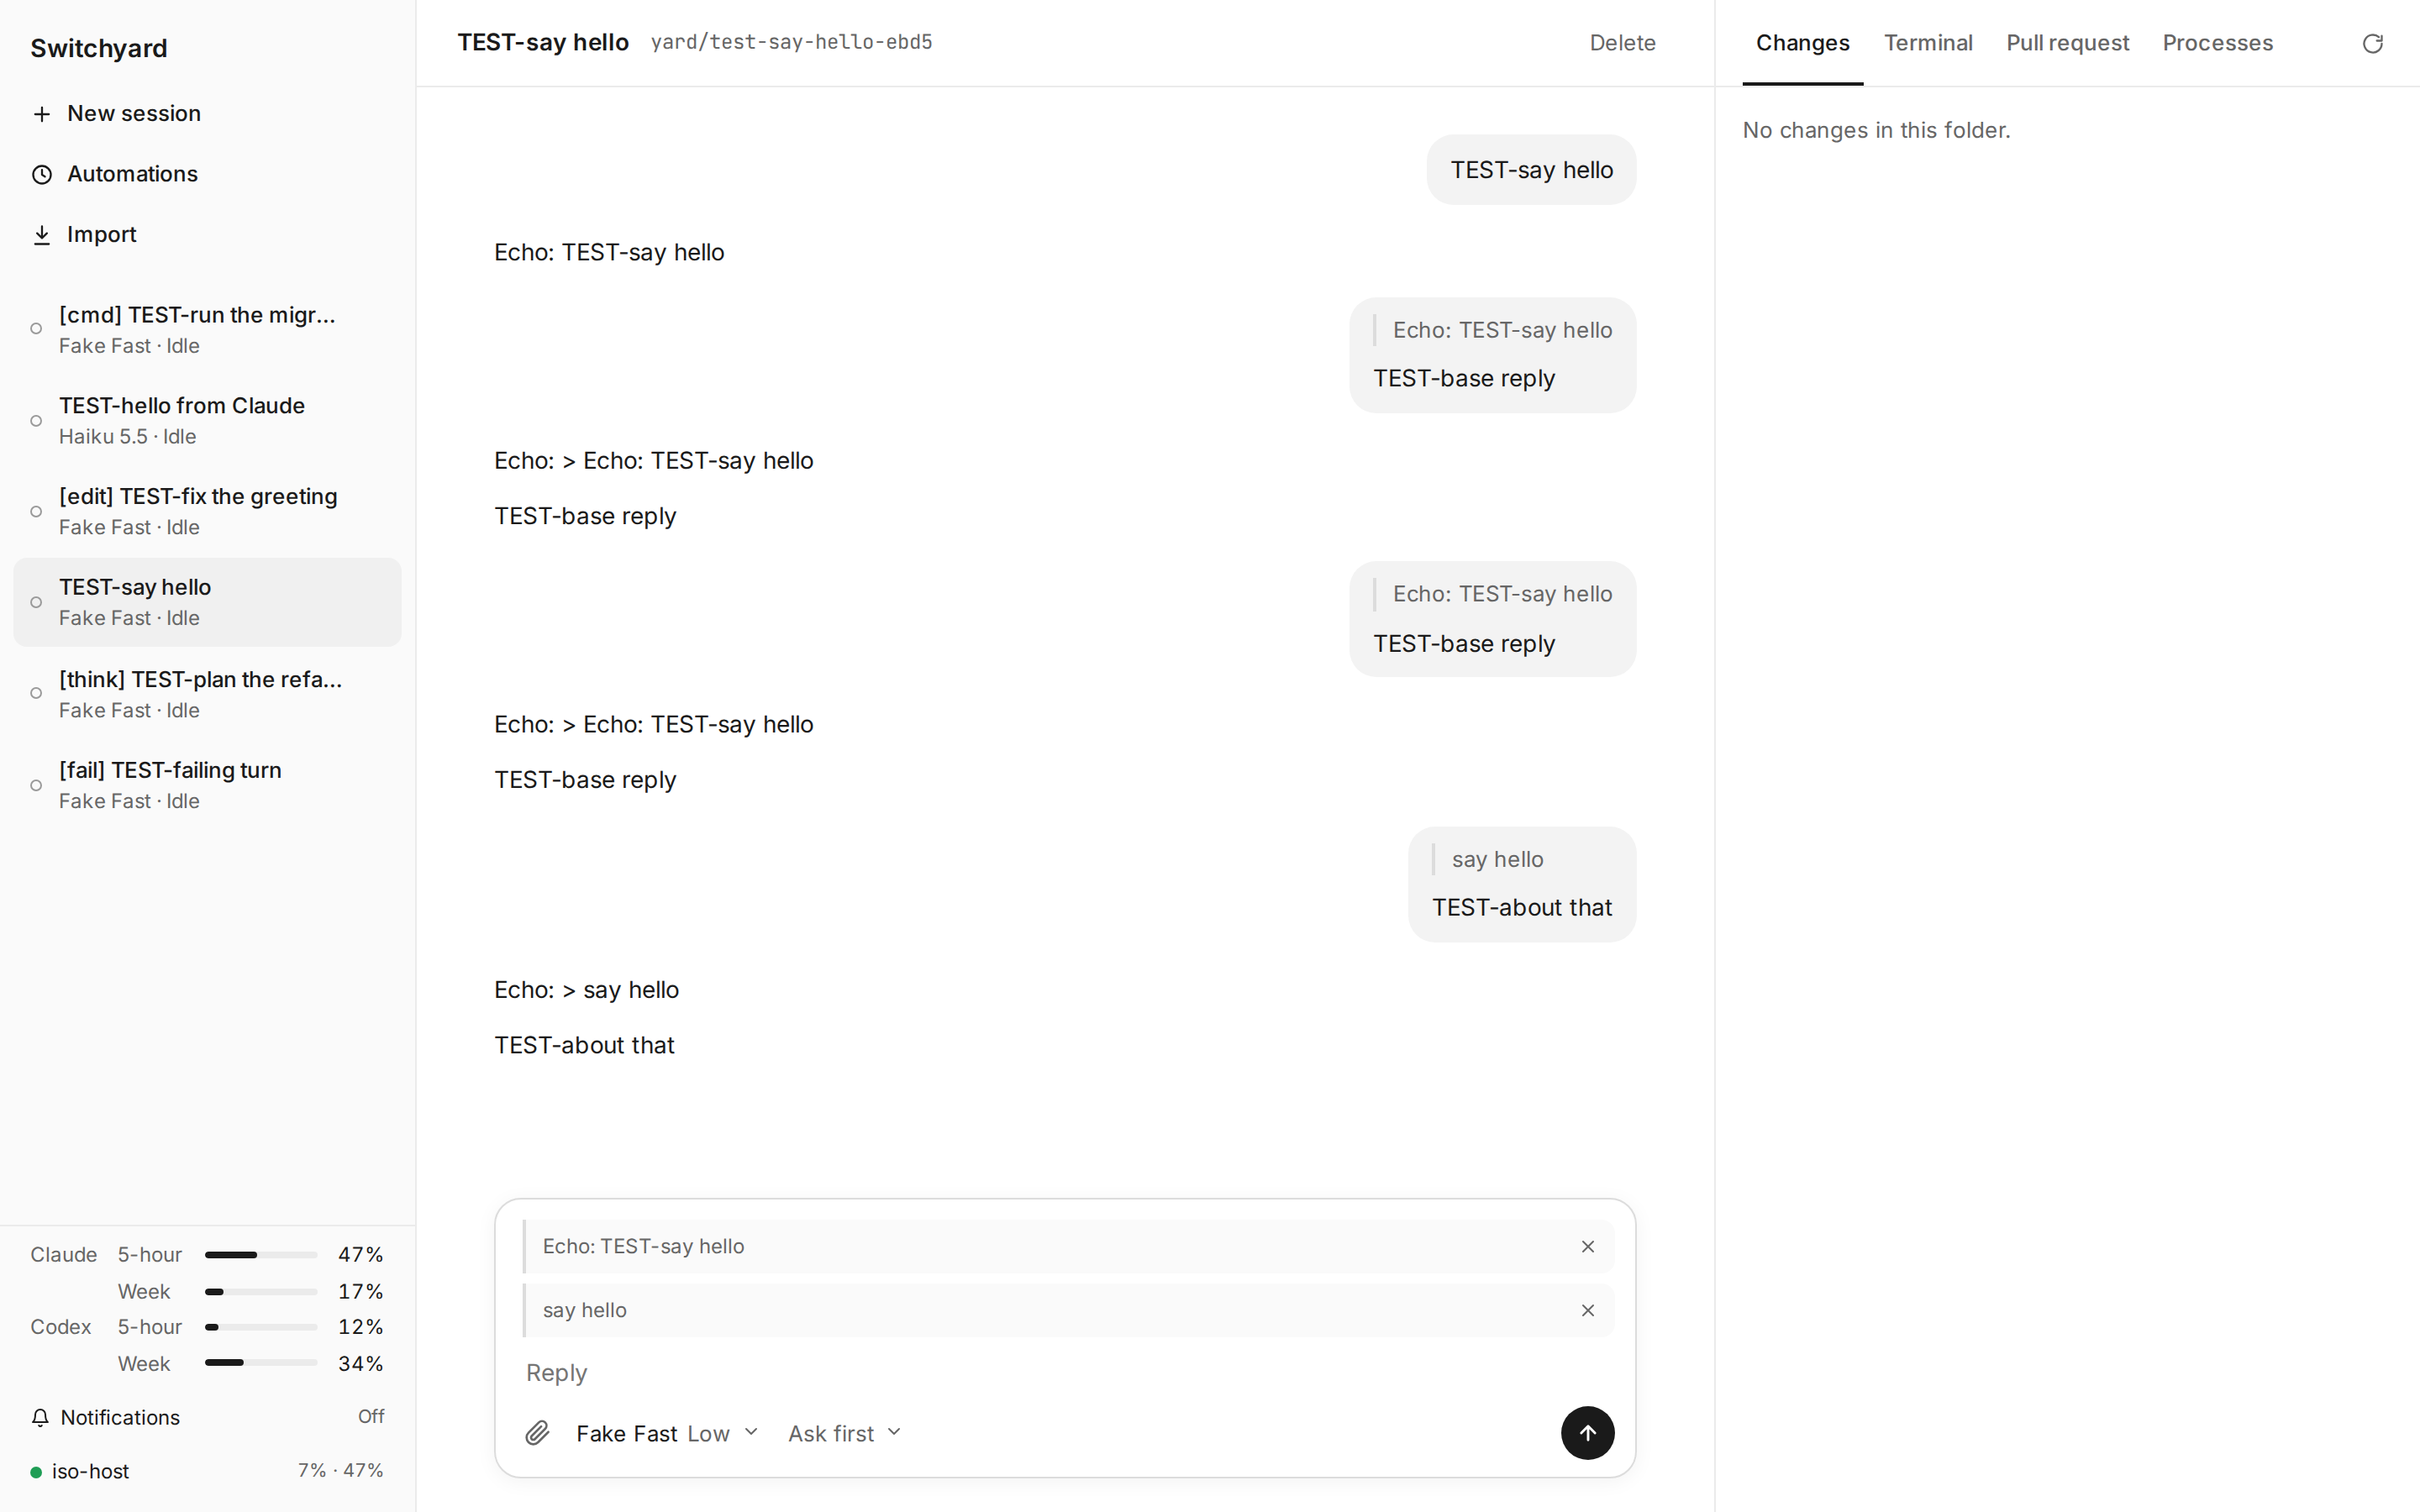 Switchyard
New session
Automations
Import
[cmd] TEST-run the migr...
Fake Fast · Idle
TEST-hello from Claude
Haiku 5.5 · Idle
[edit] TEST-fix the greeting
Fake Fast · Idle
TEST-say hello
Fake Fast · Idle
[think] TEST-plan the refa...
Fake Fast · Idle
[fail] TEST-failing turn
Fake Fast · Idle
Claude 5-hour 47%
Week 17%
Codex 5-hour 12%
Week 34%
Notifications Off
iso-host 7% · 47%
TEST-say hello yard/test-say-hello-ebd5 Delete
TEST-say hello
Echo: TEST-say hello
Echo: TEST-say hello
TEST-base reply
Echo: > Echo: TEST-say hello
TEST-base reply
Echo: TEST-say hello
TEST-base reply
Echo: > Echo: TEST-say hello
TEST-base reply
say hello
TEST-about that
Echo: > say hello
TEST-about that
Echo: TEST-say hello
say hello
Reply
Fake Fast Low Ask first
Changes Terminal Pull request Processes
No changes in this folder.